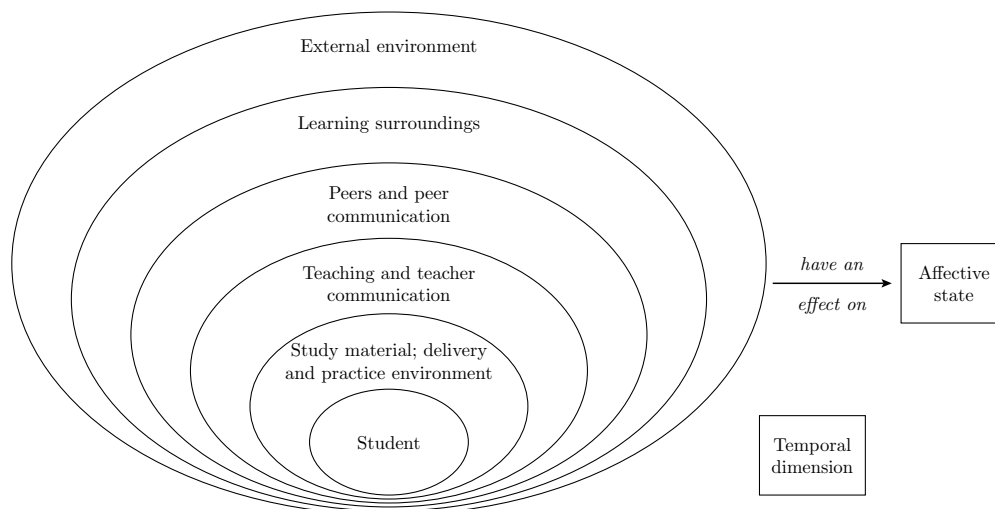 External environment
Learning surroundings
Peers and peer
communication
Teaching and teacher
communication
Study material; delivery
and practice environment
Student
have an
effect on
Affective
state
Temporal
dimension